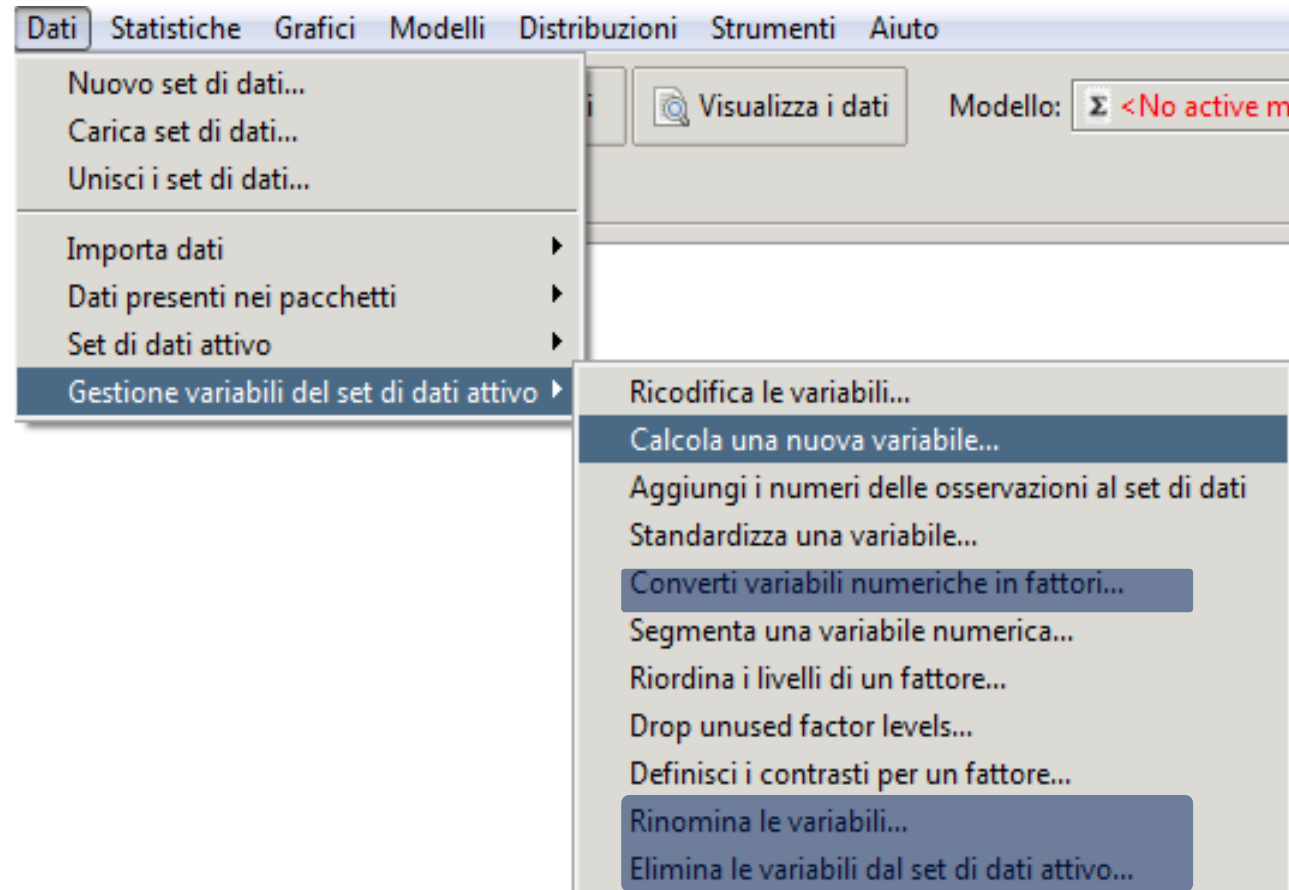 Dati Statistiche Grafici Modelli Distribuzioni Strumenti Aiuto
Nuovo set di dati...
i Visualizza i dati Modello: Σ <No active m
Carica set di dati...
Unisci i set di dati...
Importa dati
Dati presenti nei pacchetti
Set di dati attivo
Gestione variabili del set di dati attivo
Ricodifica le variabili...
Calcola una nuova variabile...
Aggiungi i numeri delle osservazioni al set di dati
Standardizza una variabile...
Converti variabili numeriche in fattori...
Segmenta una variabile numerica...
Riordina i livelli di un fattore...
Drop unused factor levels...
Definisci i contrasti per un fattore...
Rinomina le variabili...
Elimina le variabili dal set di dati attivo...